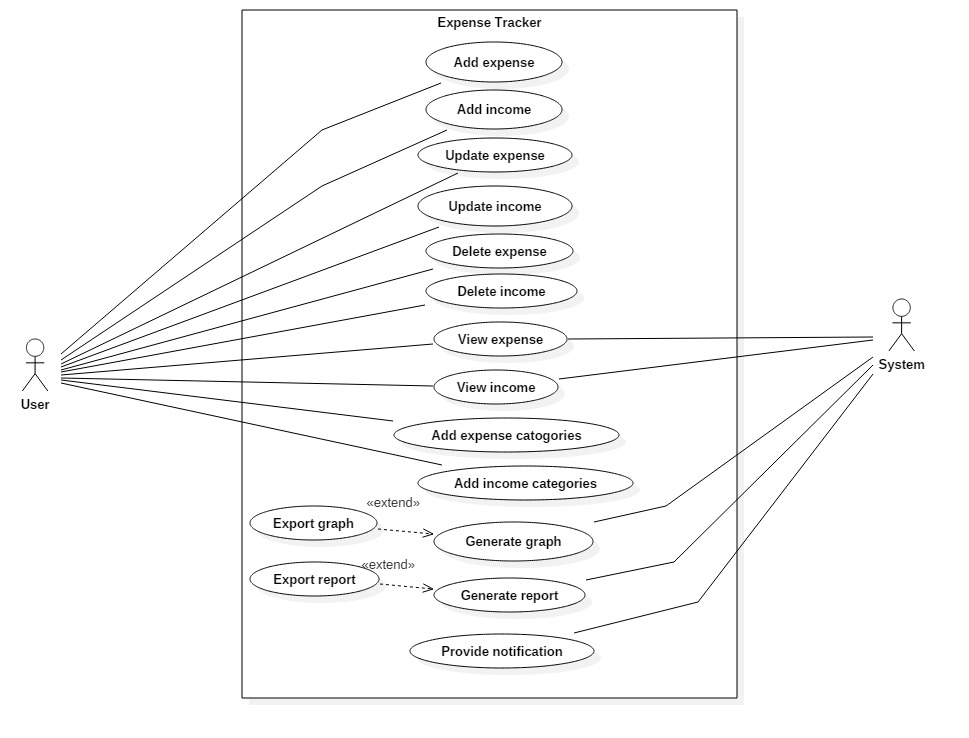 Expense Tracker
Add expense
Add income
Update expense
Update income
Delete expense
Delete income
View expense
View income
Add expense catogories
Add income categories
«extend»
Export graph
Generate graph
«extend»
Export report
Generate report
Provide notification
User
System